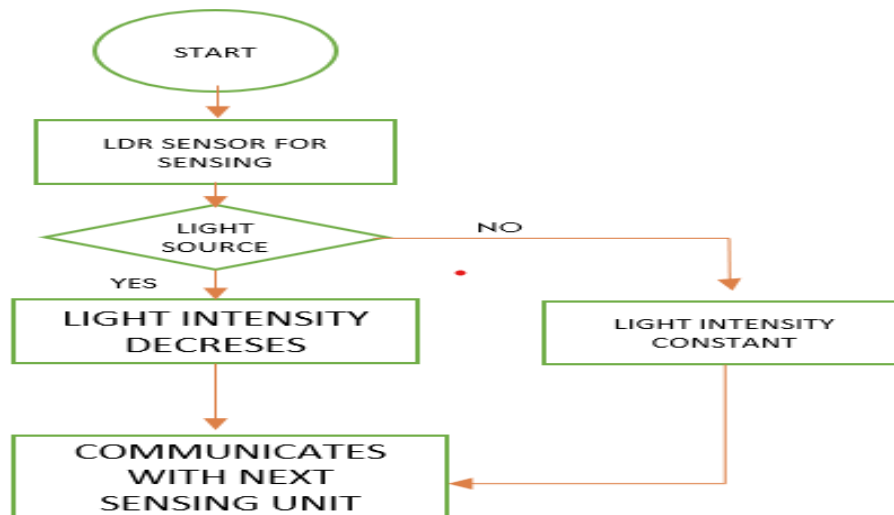 START
LDR SENSOR FOR
SENSING
LIGHT
SOURCE
NO
YES
LIGHT INTENSITY
DECRESES
LIGHT INTENSITY
CONSTANT
COMMUNICATES
WITH NEXT
SENSING UNIT